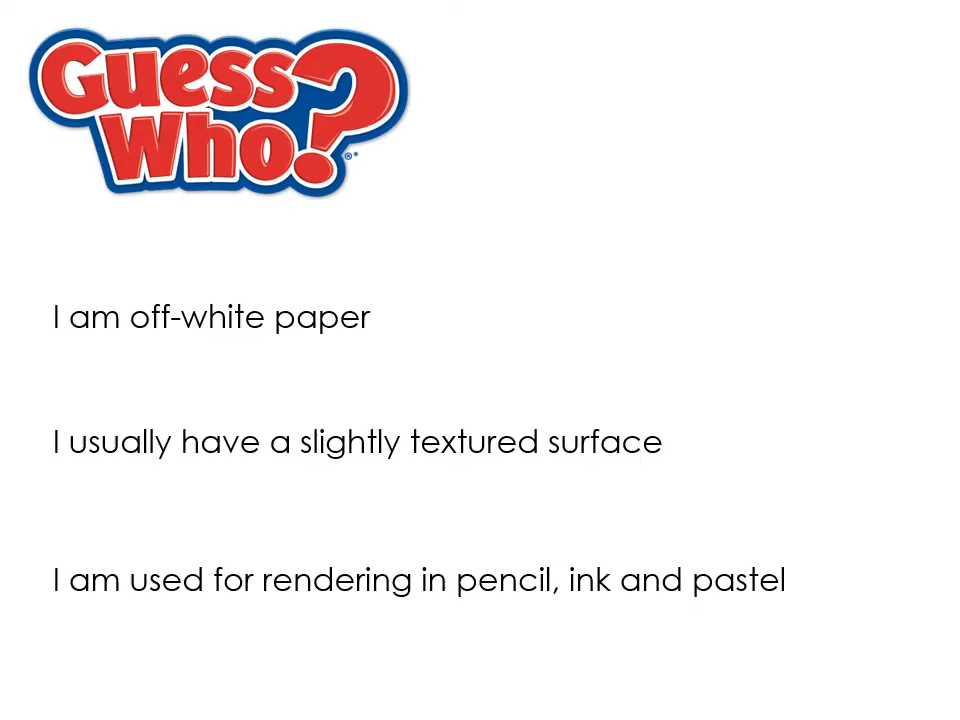 Guess
Who?
®*
I am off-white paper
I usually have a slightly textured surface
I am used for rendering in pencil, ink and pastel